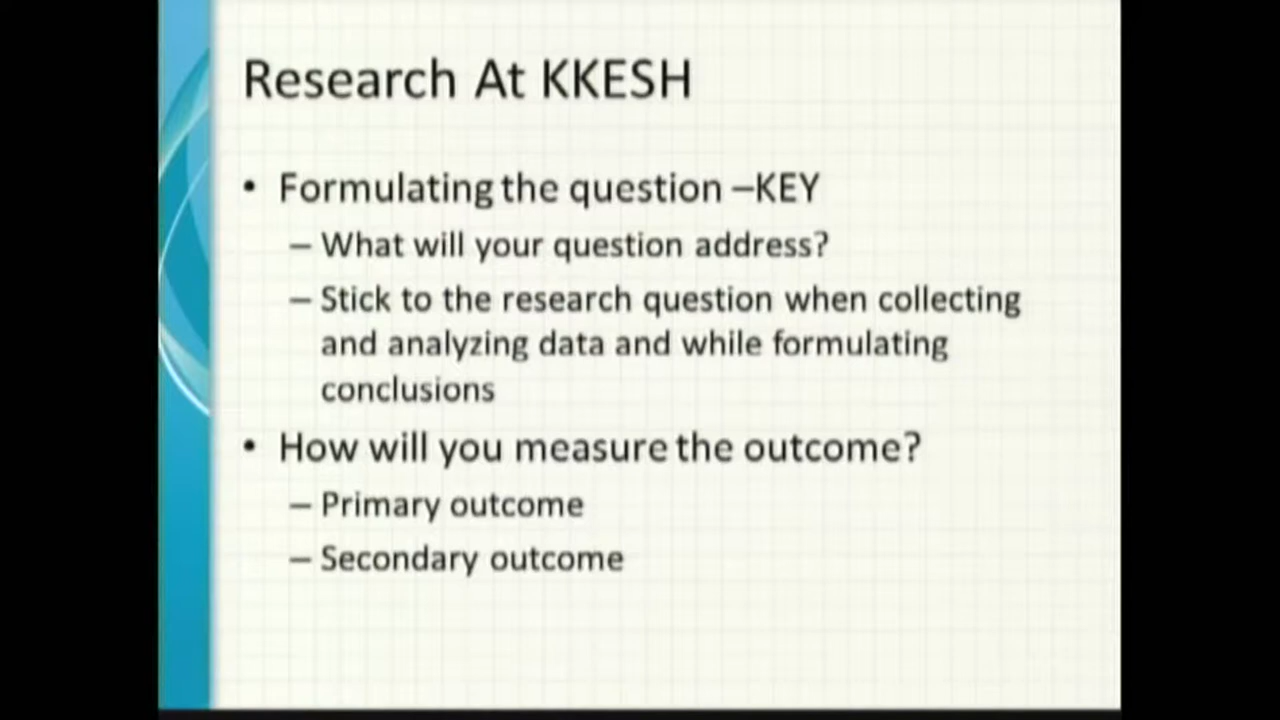 Research At KKESH
• Formulating the question –KEY
– What will your question address?
– Stick to the research question when collecting
and analyzing data and while formulating
conclusions
• How will you measure the outcome?
– Primary outcome
– Secondary outcome